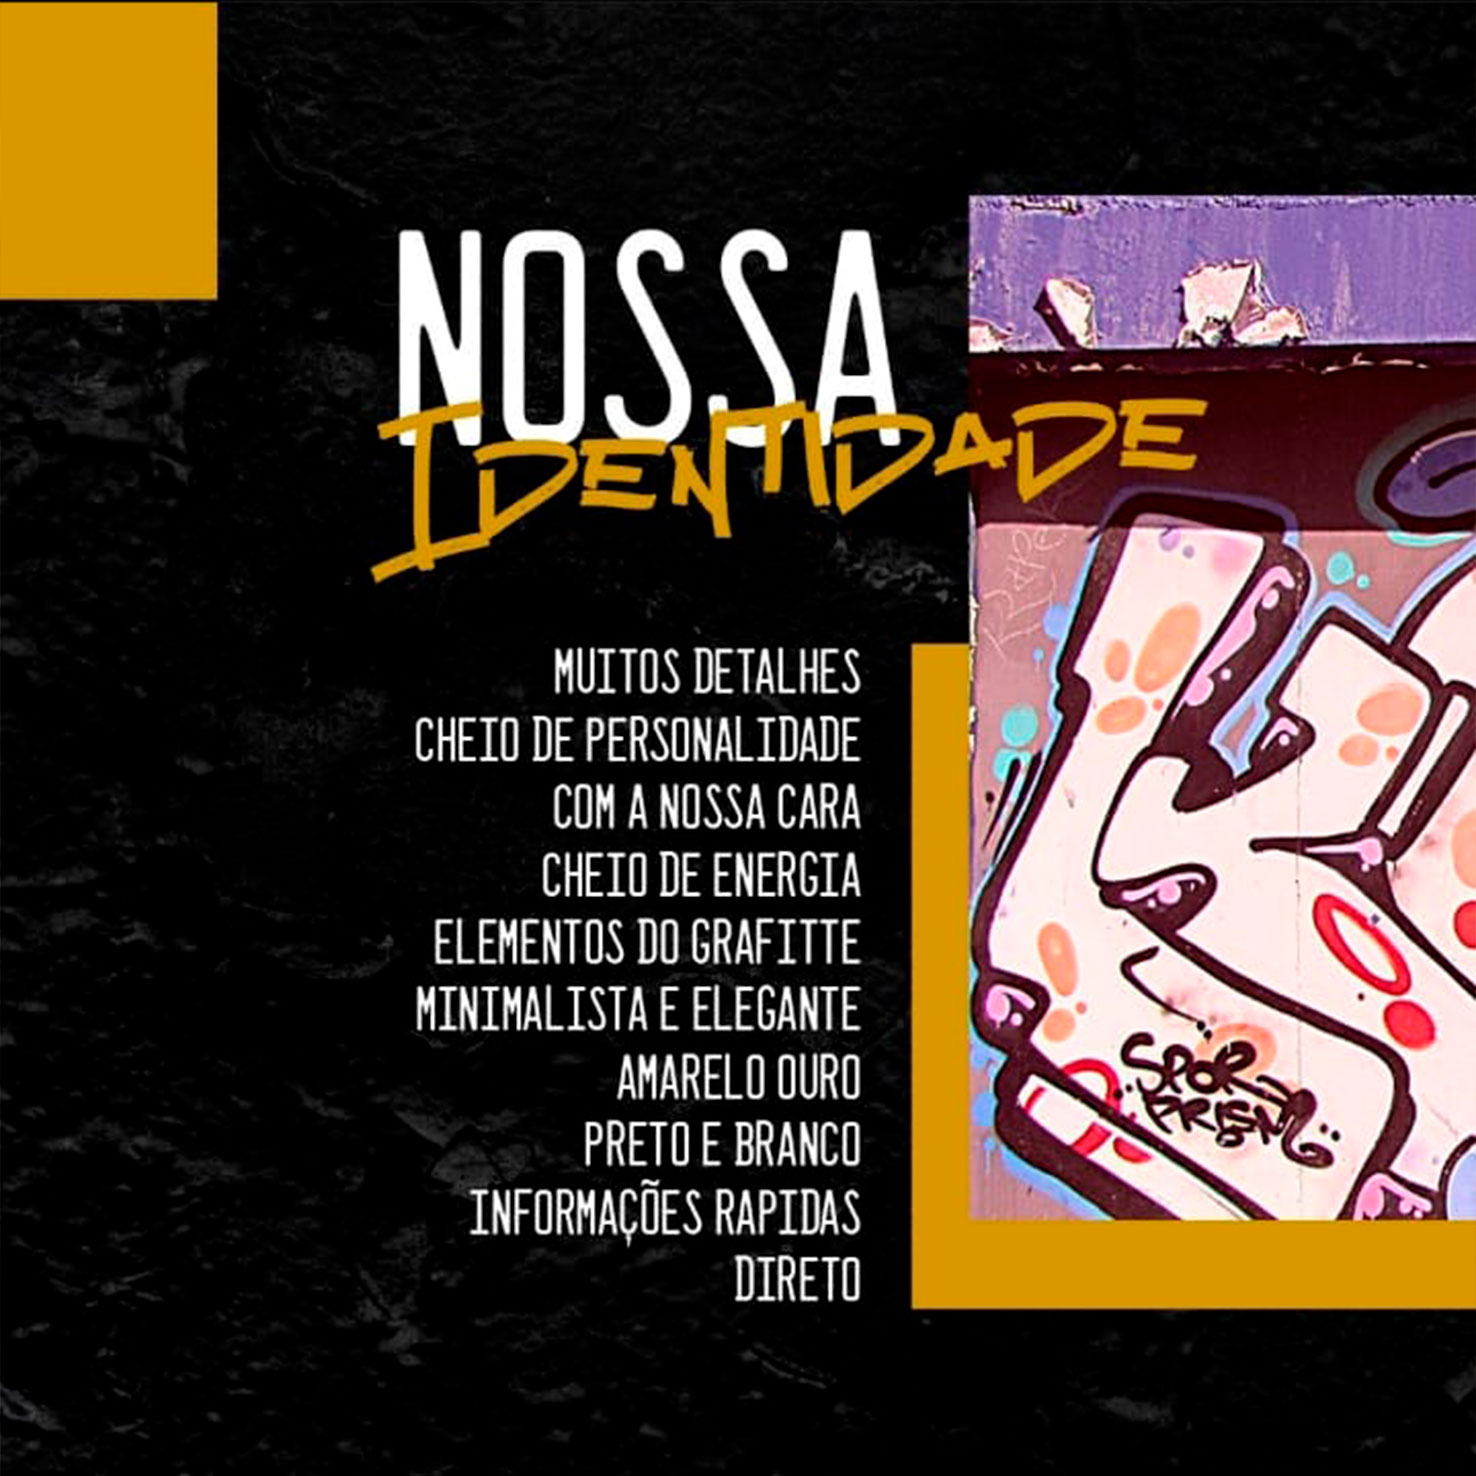 NOSSA
IDENTIDADE
MUITOS DETALHES
CHEIO DE PERSONALIDADE
COM A NOSSA CARA
CHEIO DE ENERGIA
ELEMENTOS DO GRAFITTE
MINIMALISTA E ELEGANTE
AMARELO OURO
PRETO E BRANCO
INFORMAÇÕES RAPIDAS
DIRETO